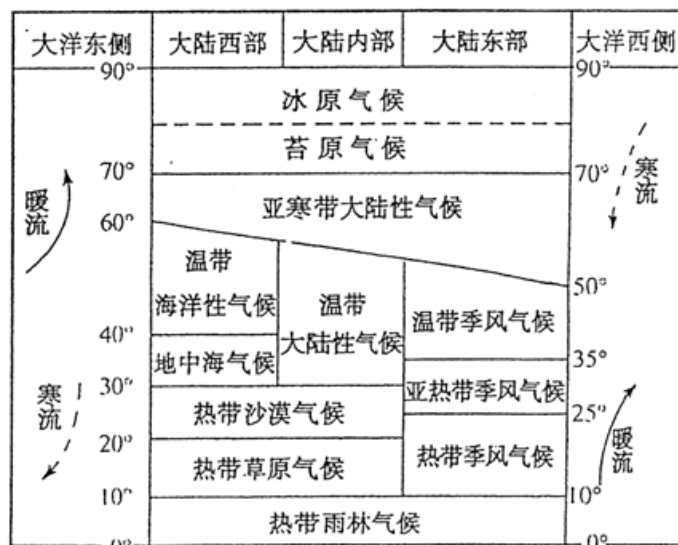 大洋东侧 大陆西部 大陆内部 大陆东部 大洋西侧
90° 90°
冰原气候
苔原气候
70° 70°
暖流 寒流
亚寒带大陆性气候
60°
温带
海洋性气候
温带
大陆性气候
50°
温带季风气候
40°
地中海气候
35°
30°
亚热带季风气候
寒流
热带沙漠气候
25°
20°
热带草原气候
热带季风气候
暖流
10° 10°
热带雨林气候
0° 0°